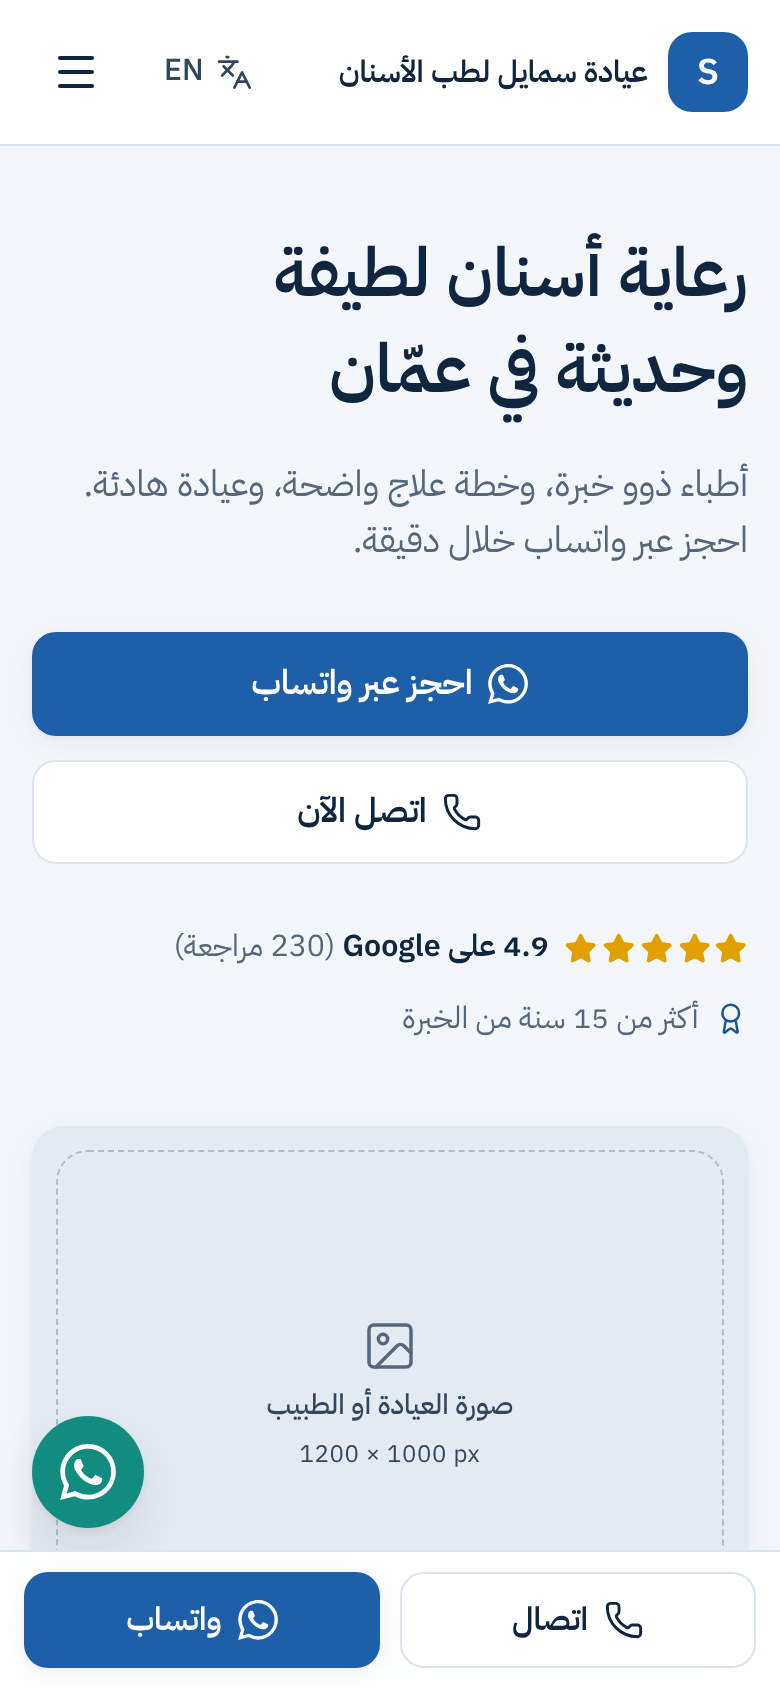 S
عيادة سمايل لطب الأسنان
EN
رعاية أسنان لطيفة
وحديثة في عمّان
أطباء ذوو خبرة، وخطة علاج واضحة، وعيادة هادئة.
احجز عبر واتساب خلال دقيقة.
احجز عبر واتساب
اتصل الآن
4.9 على Google (230 مراجعة)
أكثر من 15 سنة من الخبرة
صورة العيادة أو الطبيب
1200 × 1000 px
اتصال
واتساب